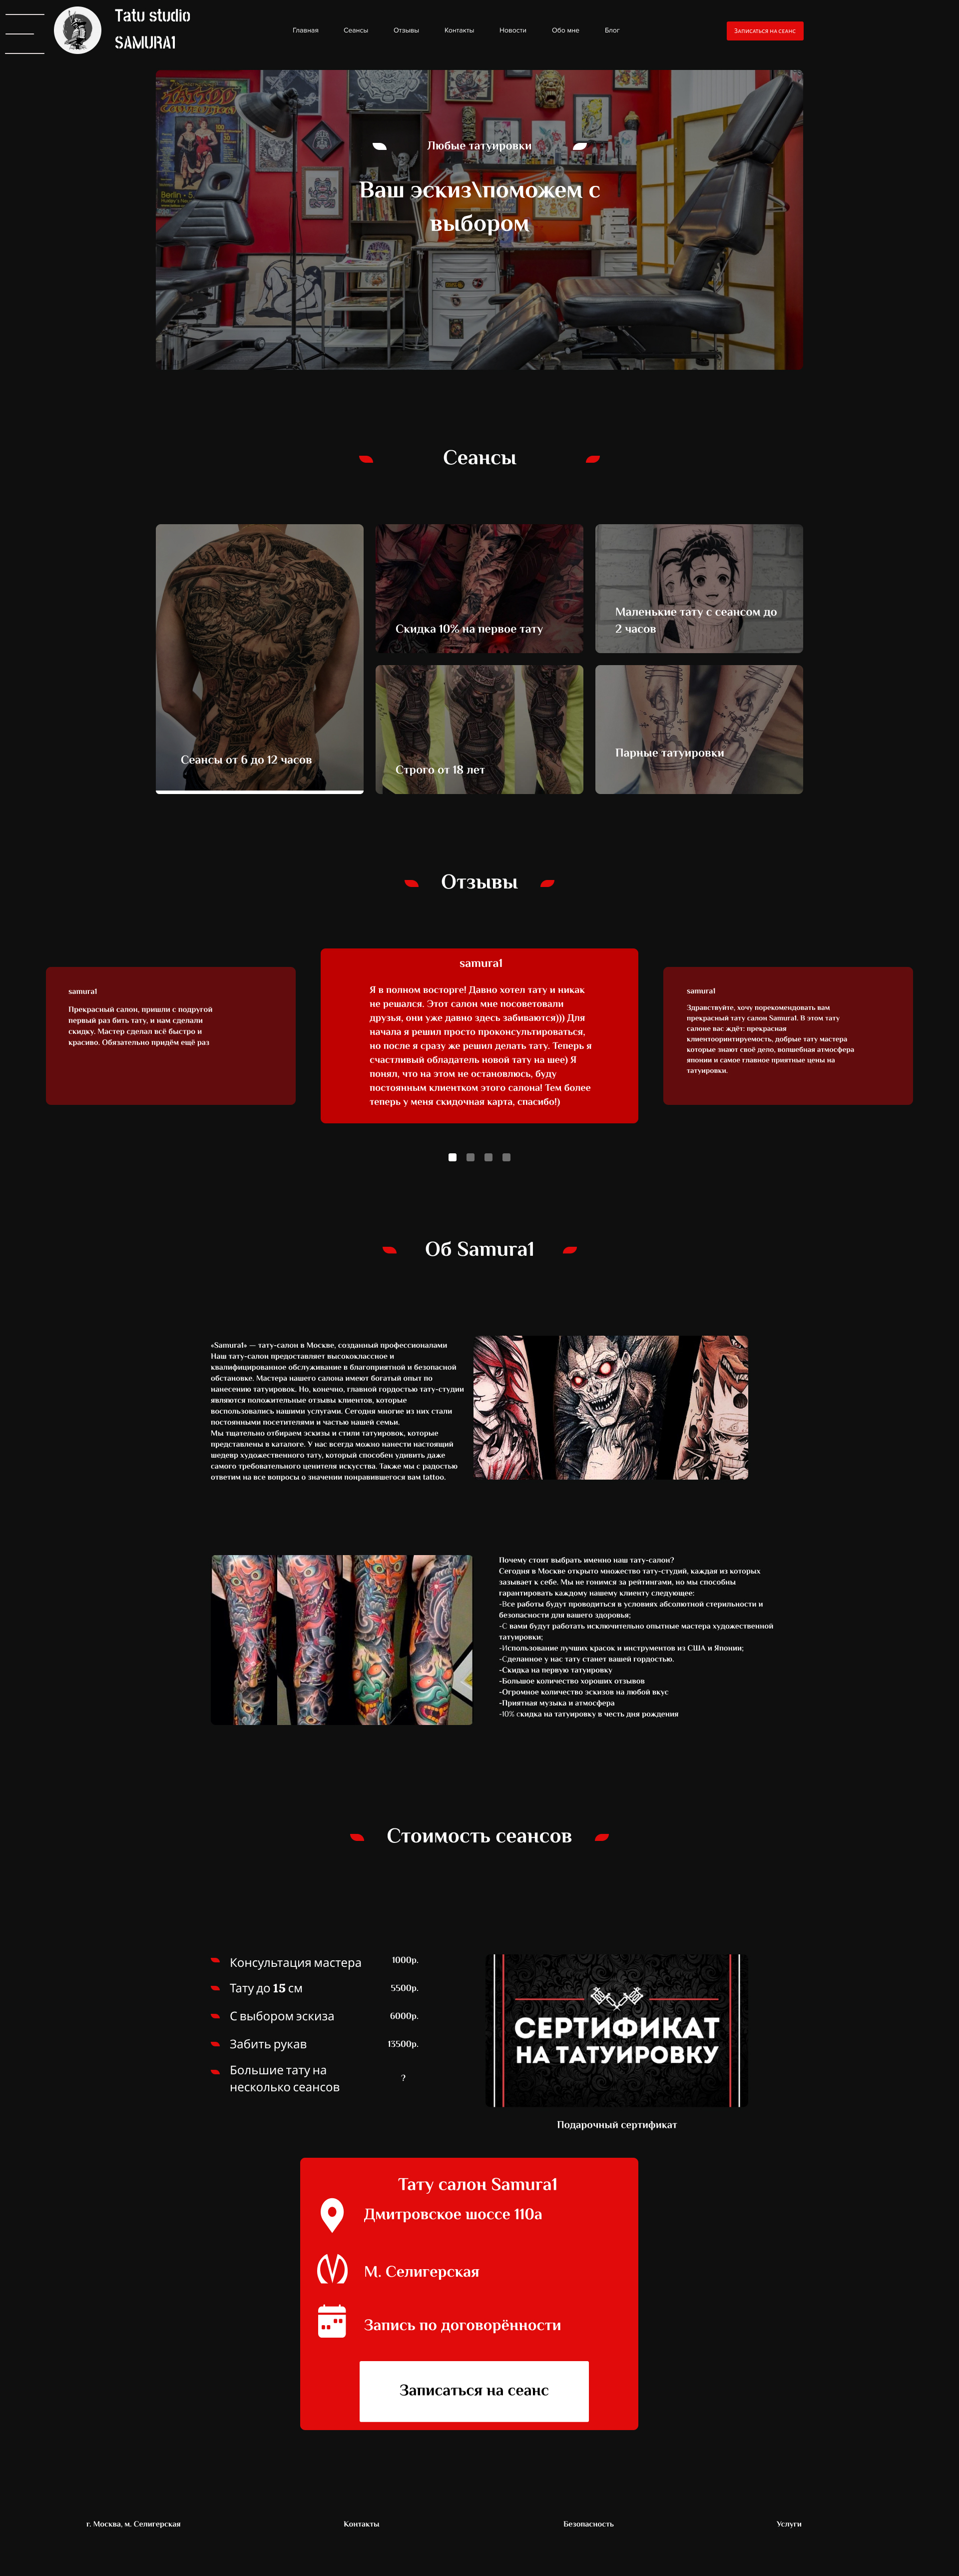 Tatu studio
SAMURA1
Главная
Сеансы
Отзывы
Контакты
Новости
Обо мне
Блог
Записаться на сеанс
TATTOO
Berlin - 5
Любые татуировки
Ваш эскиз\поможем с
выбором
Сеансы
Сеансы от 6 до 12 часов
Скидка 10% на первое тату
Маленькие тату с сеансом до
2 часов
Строго от 18 лет
Парные татуировки
Отзывы
samura1
Прекрасный салон, пришли с подругой
первый раз бить тату, и нам сделали
скидку. Мастер сделал всё быстро и
красиво. Обязательно придём ещё раз
samura1
Я в полном восторге! Давно хотел тату и никак
не решался. Этот салон мне посоветовали
друзья, они уже давно здесь забиваются))) Для
начала я решил просто проконсультироваться,
но после я сразу же решил делать тату. Теперь я
счастливый обладатель новой тату на шее) Я
понял, что на этом не остановлюсь, буду
постоянным клиентком этого салона! Тем более
теперь у меня скидочная карта, спасибо!)
samura1
Здравствуйте, хочу порекомендовать вам
прекрасный тату салон Samura1. В этом тату
салоне вас ждёт: прекрасная
клиентооринтируемость, добрые тату мастера
которые знают своё дело, волшебная атмосфера
японии и самое главное приятные цены на
татуировки.
Об Samura1
«Samura1» — тату-салон в Москве, созданный профессионалами
Наш тату-салон предоставляет высококлассное и
квалифицированное обслуживание в благоприятной и безопасной
обстановке. Мастера нашего салона имеют богатый опыт по
нанесению татуировок. Но, конечно, главной гордостью тату-студии
являются положительные отзывы клиентов, которые
воспользовались нашими услугами. Сегодня многие из них стали
постоянными посетителями и частью нашей семьи.
Мы тщательно отбираем эскизы и стили татуировок, которые
представлены в каталоге. У нас всегда можно нанести настоящий
шедевр художественного тату, который способен удивить даже
самого требовательного ценителя искусства. Также мы с радостью
ответим на все вопросы о значении понравившегося вам tattoo.
Почему стоит выбрать именно наш тату-салон?
Сегодня в Москве открыто множество тату-студий, каждая из которых
зазывает к себе. Мы не гонимся за рейтингами, но мы способны
гарантировать каждому нашему клиенту следующее:
-Все работы будут проводиться в условиях абсолютной стерильности и
безопасности для вашего здоровья;
-С вами будут работать исключительно опытные мастера художественной
татуировки;
-Использование лучших красок и инструментов из США и Японии;
-Сделанное у нас тату станет вашей гордостью.
-Скидка на первую татуировку
-Большое количество хороших отзывов
-Огромное количество эскизов на любой вкус
-Приятная музыка и атмосфера
-10% скидка на татуировку в честь дня рождения
Стоимость сеансов
Консультация мастера 1000р.
Тату до 15 см 5500р.
С выбором эскиза 6000р.
Забить рукав 13500р.
Большие тату на
несколько сеансов ?
СЕРТИФИКАТ
НА ТАТУИРОВКУ
Подарочный сертификат
Тату салон Samura1
Дмитровское шоссе 110а
М. Селигерская
Запись по договорённости
Записаться на сеанс
г. Москва, м. Селигерская
Контакты
Безопасность
Услуги